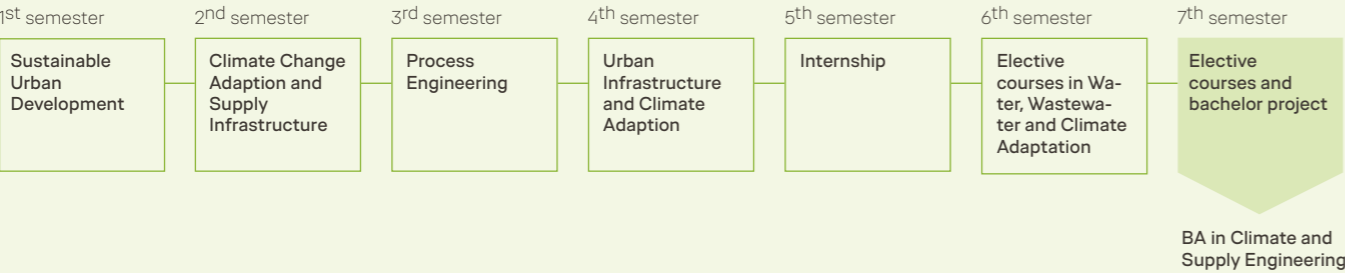 1st semester
2nd semester
3rd semester
4th semester
5th semester
6th semester
7th semester
Sustainable
Urban
Development
Climate Change
Adaption and
Supply
Infrastructure
Process
Engineering
Urban
Infrastructure
and Climate
Adaption
Internship
Elective
courses in Wa-
ter, Wastewa-
ter and Climate
Adaptation
Elective
courses and
bachelor project
BA in Climate and
Supply Engineering